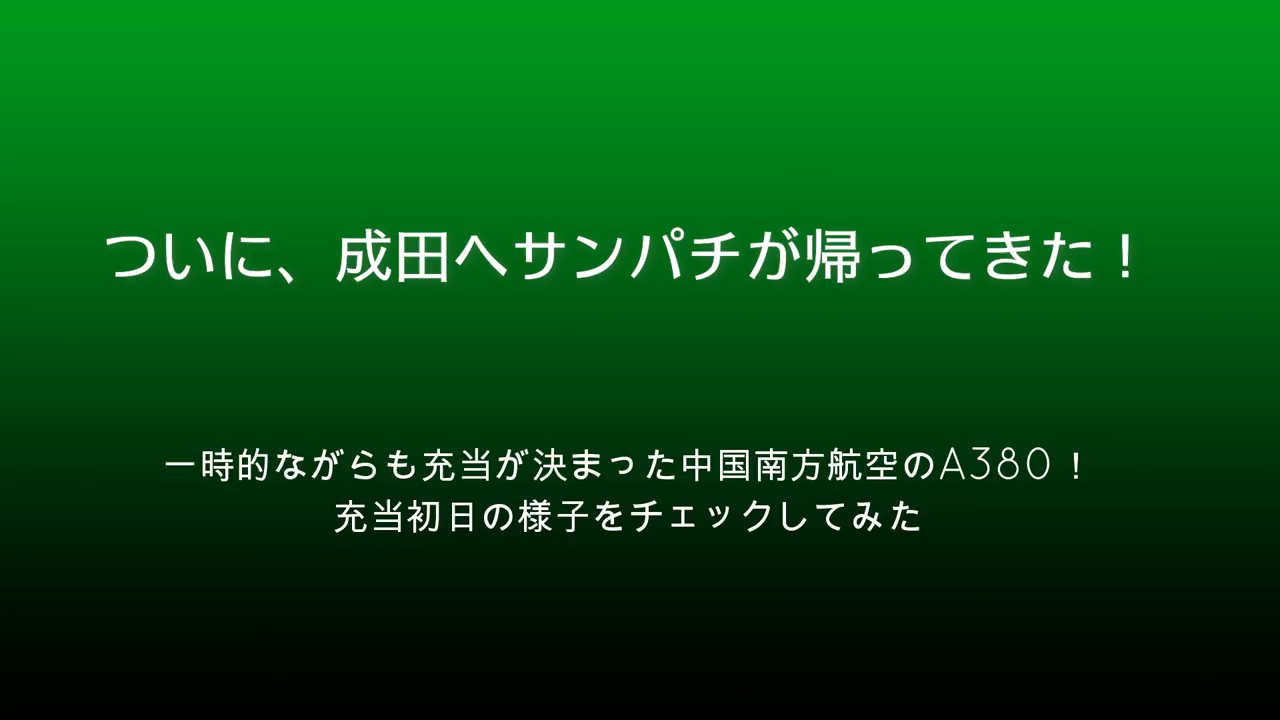 ついに、成田へサンパチが帰ってきた！
一時的ながらも充当が決まった中国南方航空のA380！
充当初日の様子をチェックしてみた